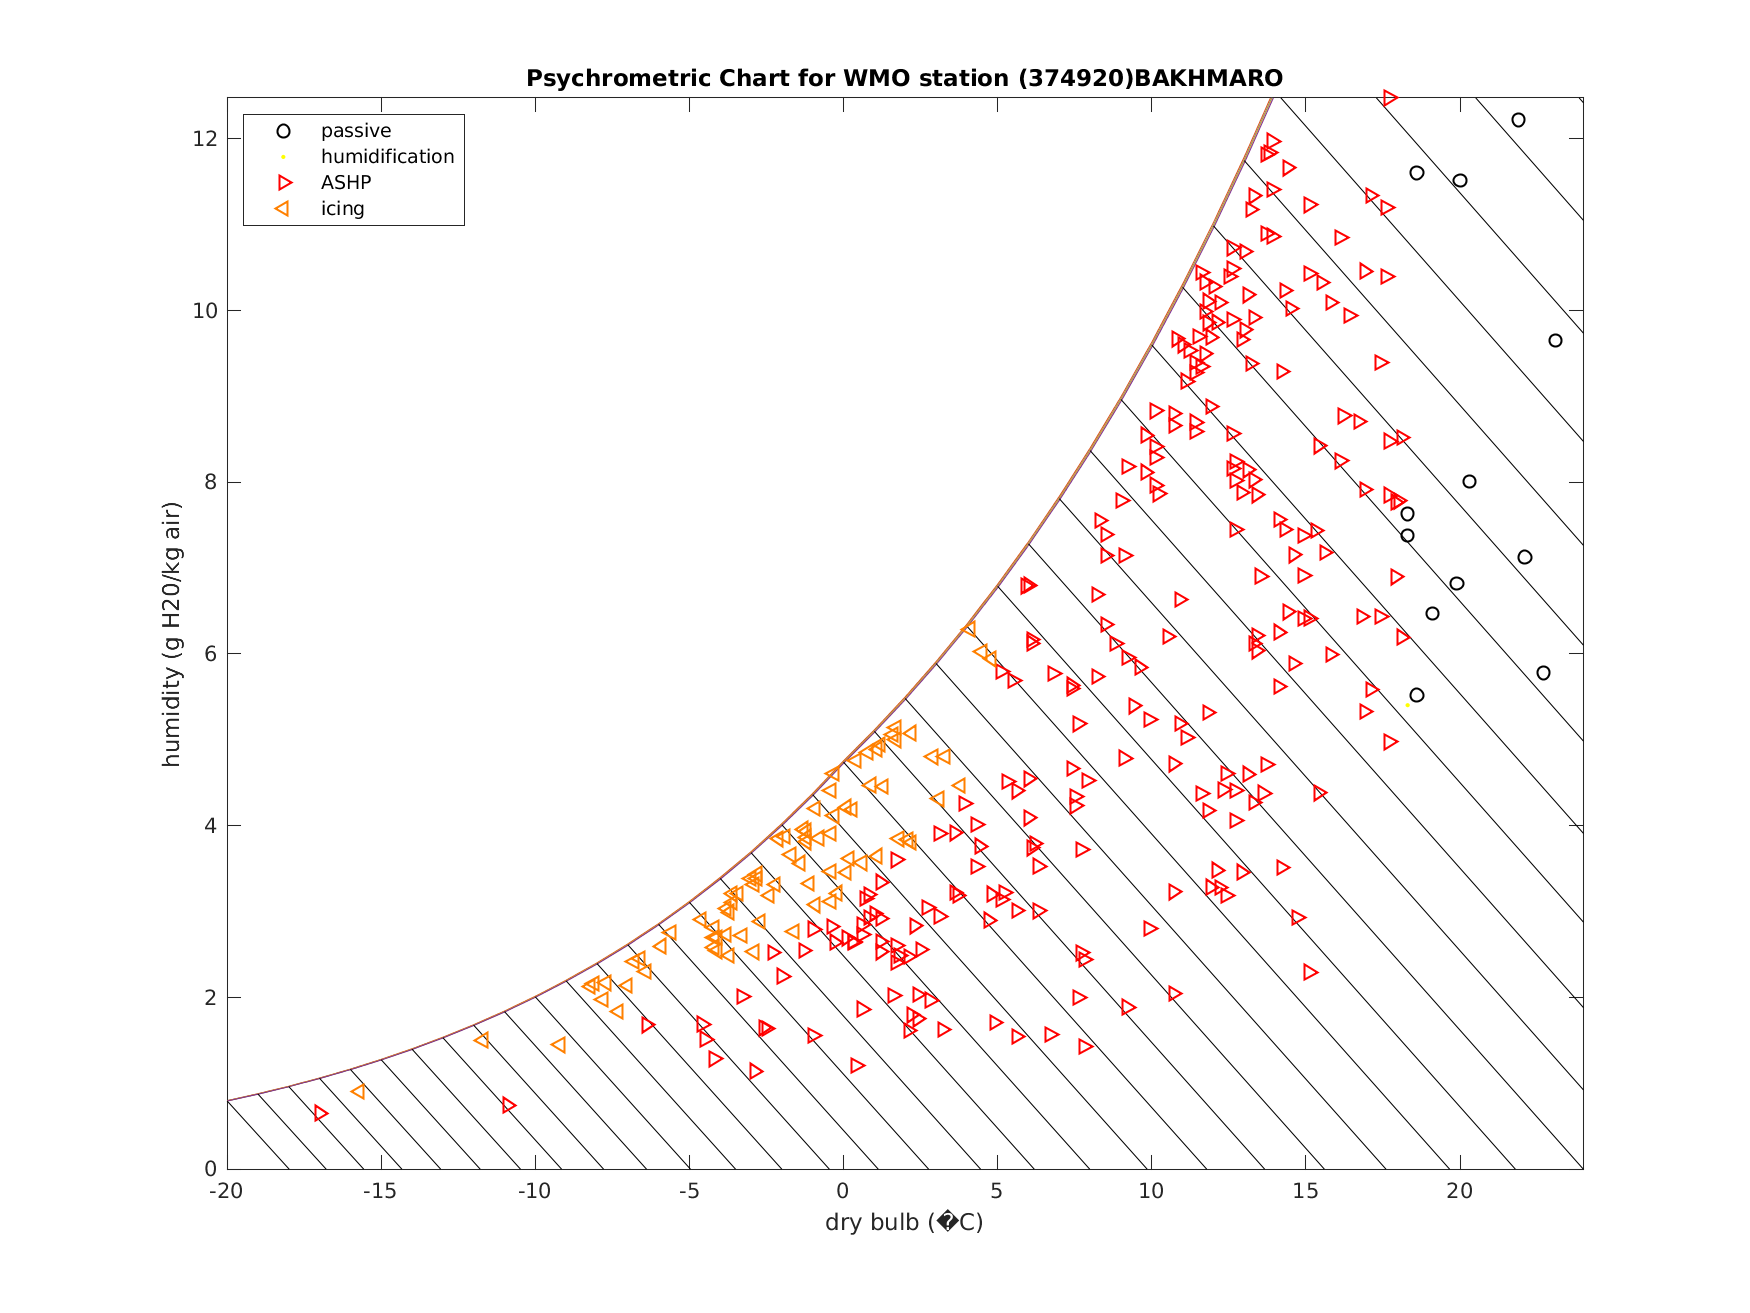 Psychrometric Chart for WMO station (374920)BAKHMARO
passive
humidification
ASHP
icing
humidity (g H20/kg air)
12
10
8
6
4
2
0
-20 -15 -10 -5 0 5 10 15 20
dry bulb (�C)